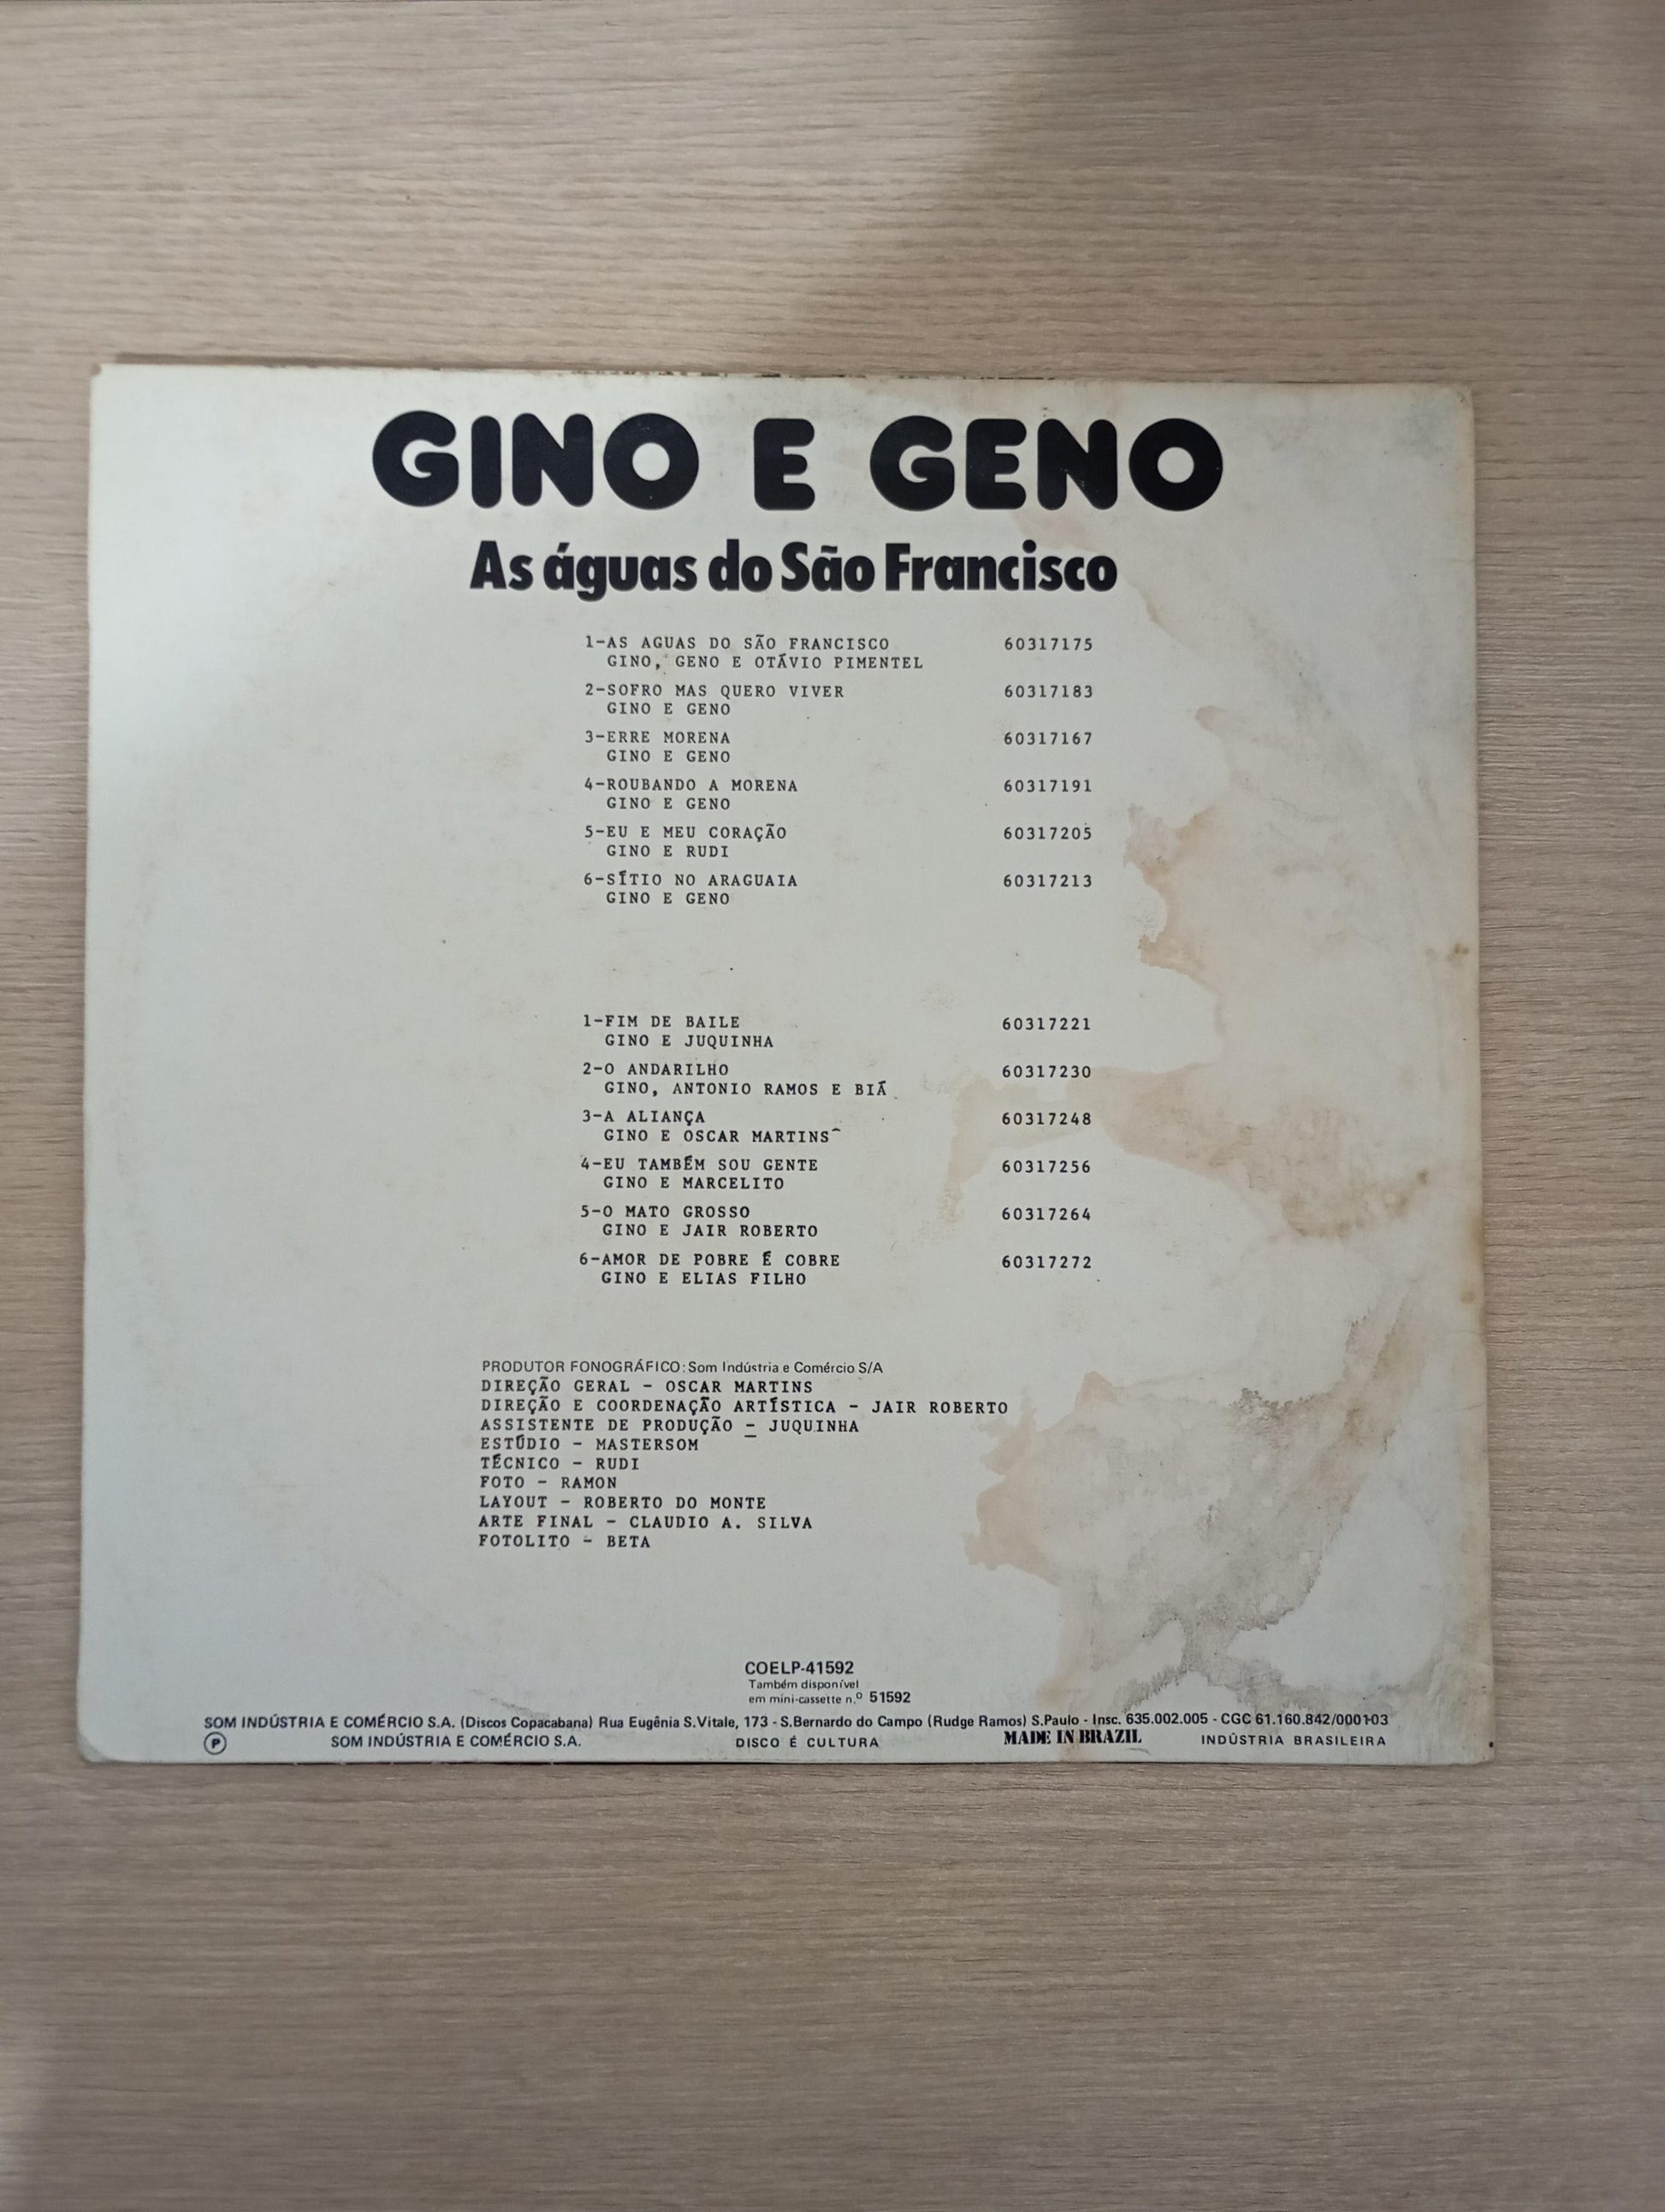 GINO E GENO
As águas do São Francisco
1-AS AGUAS DO SÃO FRANCISCO 60317175
GINO, GENO E OTÁVIO PIMENTEL
2-SOFRO MAS QUERO VIVER 60317183
GINO E GENO
3-ERRE MORENA 60317167
GINO E GENO
4-ROUBANDO A MORENA 60317191
GINO E GENO
5-EU E MEU CORAÇÃO 60317205
GINO E RUDI
6-SÍTIO NO ARAGUAIA 60317213
GINO E GENO
1-FIM DE BAILE 60317221
GINO E JUQUINHA
2-O ANDARILHO 60317230
GINO, ANTONIO RAMOS E BIÁ
3-A ALIANÇA 60317248
GINO E OSCAR MARTINS
4-EU TAMBÉM SOU GENTE 60317256
GINO E MARCELITO
5-O MATO GROSSO 60317264
GINO E JAIR ROBERTO
6-AMOR DE POBRE É COBRE 60317272
GINO E ELIAS FILHO
PRODUTOR FONOGRÁFICO: Som Indústria e Comércio S/A
DIREÇÃO GERAL - OSCAR MARTINS
DIREÇÃO E COORDENAÇÃO ARTÍSTICA - JAIR ROBERTO
ASSISTENTE DE PRODUÇÃO - JUQUINHA
ESTÚDIO - MASTERSOM
TÉCNICO - RUDI
FOTO - RAMON
LAYOUT - ROBERTO DO MONTE
ARTE FINAL - CLAUDIO A. SILVA
FOTOLITO - BETA
COELP-41592
Também disponível
em mini-cassette n.º 51592
SOM INDÚSTRIA E COMÉRCIO S.A. (Discos Copacabana) Rua Eugênia S.Vitale, 173 - S.Bernardo do Campo (Rudge Ramos) S.Paulo - Insc. 635.002.005 - CGC 61.160.842/0001-03
Ⓟ SOM INDÚSTRIA E COMÉRCIO S.A. DISCO É CULTURA MADE IN BRAZIL INDÚSTRIA BRASILEIRA